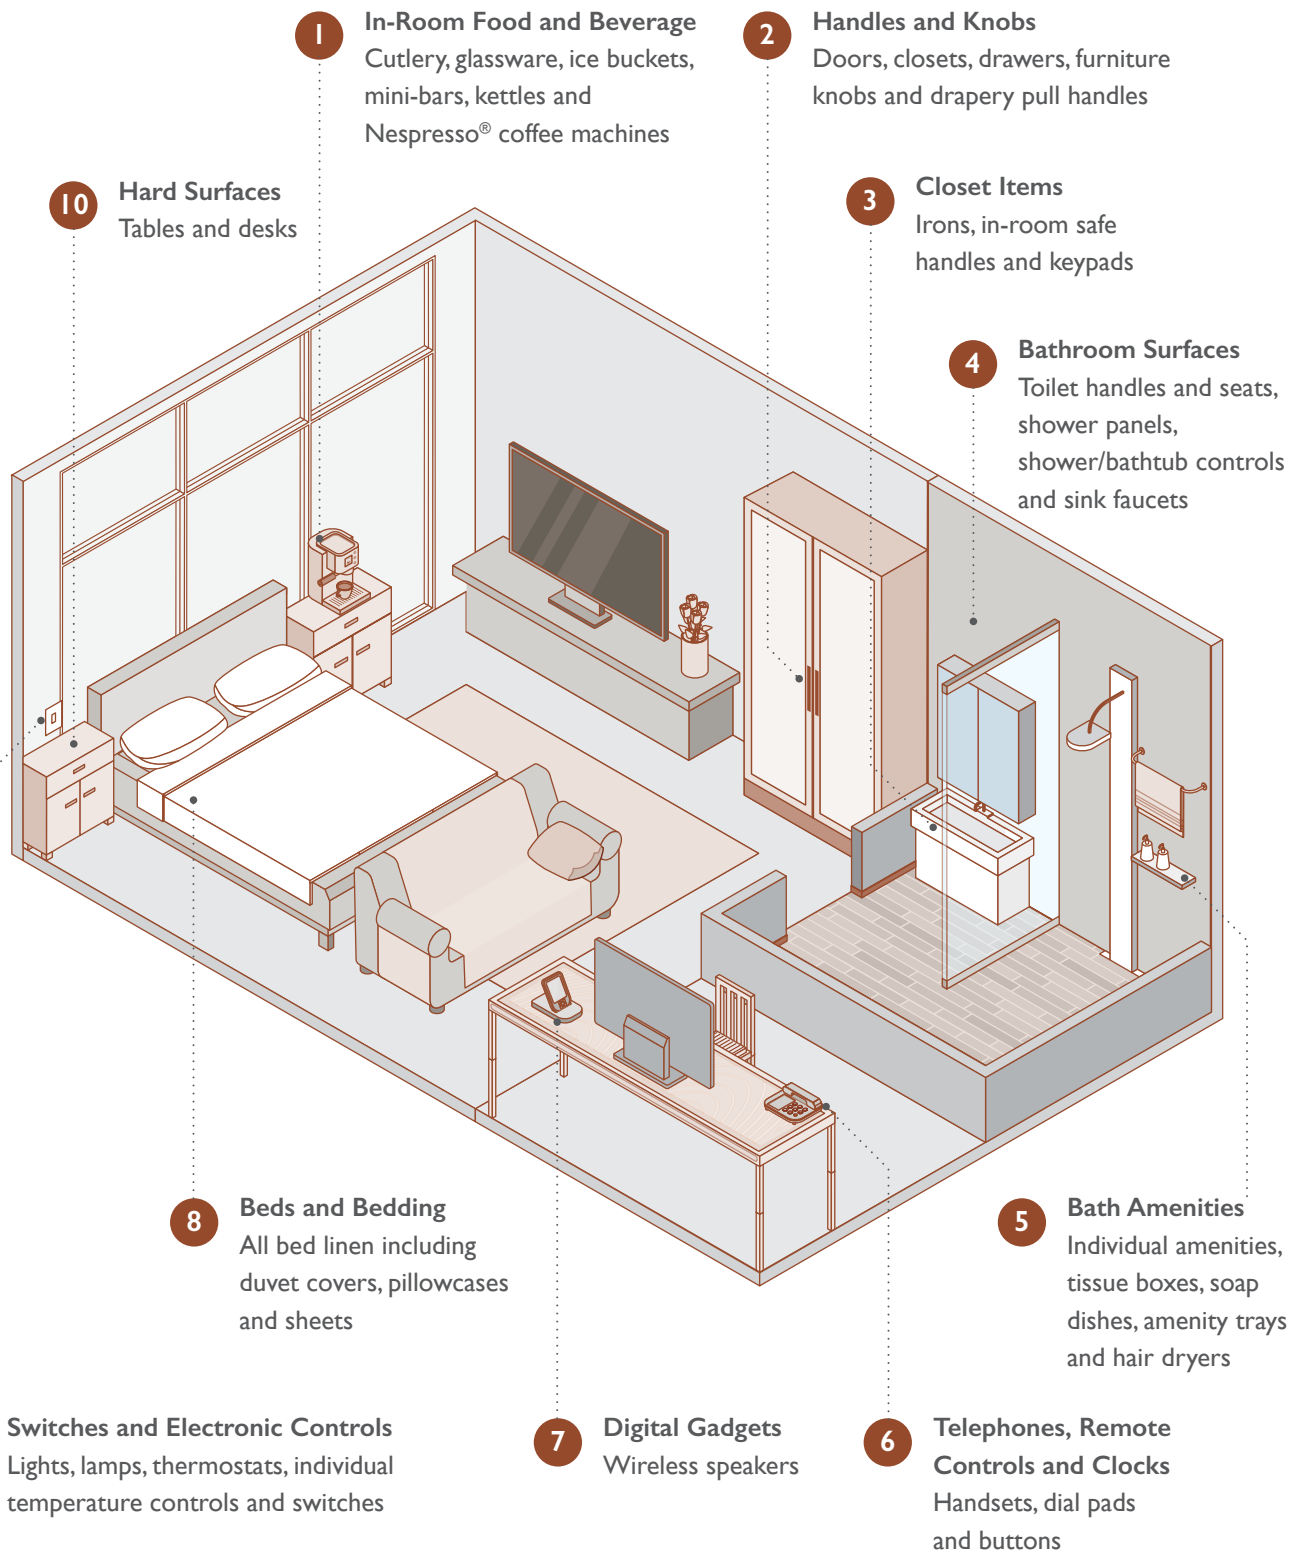 1
In-Room Food and Beverage
Cutlery, glassware, ice buckets,
mini-bars, kettles and
Nespresso® coffee machines
2
Handles and Knobs
Doors, closets, drawers, furniture
knobs and drapery pull handles
10
Hard Surfaces
Tables and desks
3
Closet Items
Irons, in-room safe
handles and keypads
4
Bathroom Surfaces
Toilet handles and seats,
shower panels,
shower/bathtub controls
and sink faucets
8
Beds and Bedding
All bed linen including
duvet covers, pillowcases
and sheets
5
Bath Amenities
Individual amenities,
tissue boxes, soap
dishes, amenity trays
and hair dryers
Switches and Electronic Controls
Lights, lamps, thermostats, individual
temperature controls and switches
7
Digital Gadgets
Wireless speakers
6
Telephones, Remote
Controls and Clocks
Handsets, dial pads
and buttons